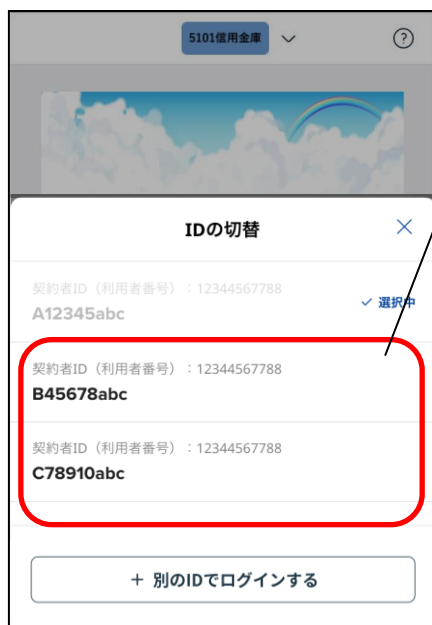 5101信用金庫
?
IDの切替
契約者ID（利用者番号）：12344567788
A12345abc
選択中
契約者ID（利用者番号）：12344567788
B45678abc
契約者ID（利用者番号）：12344567788
C78910abc
+ 別のIDでログインする